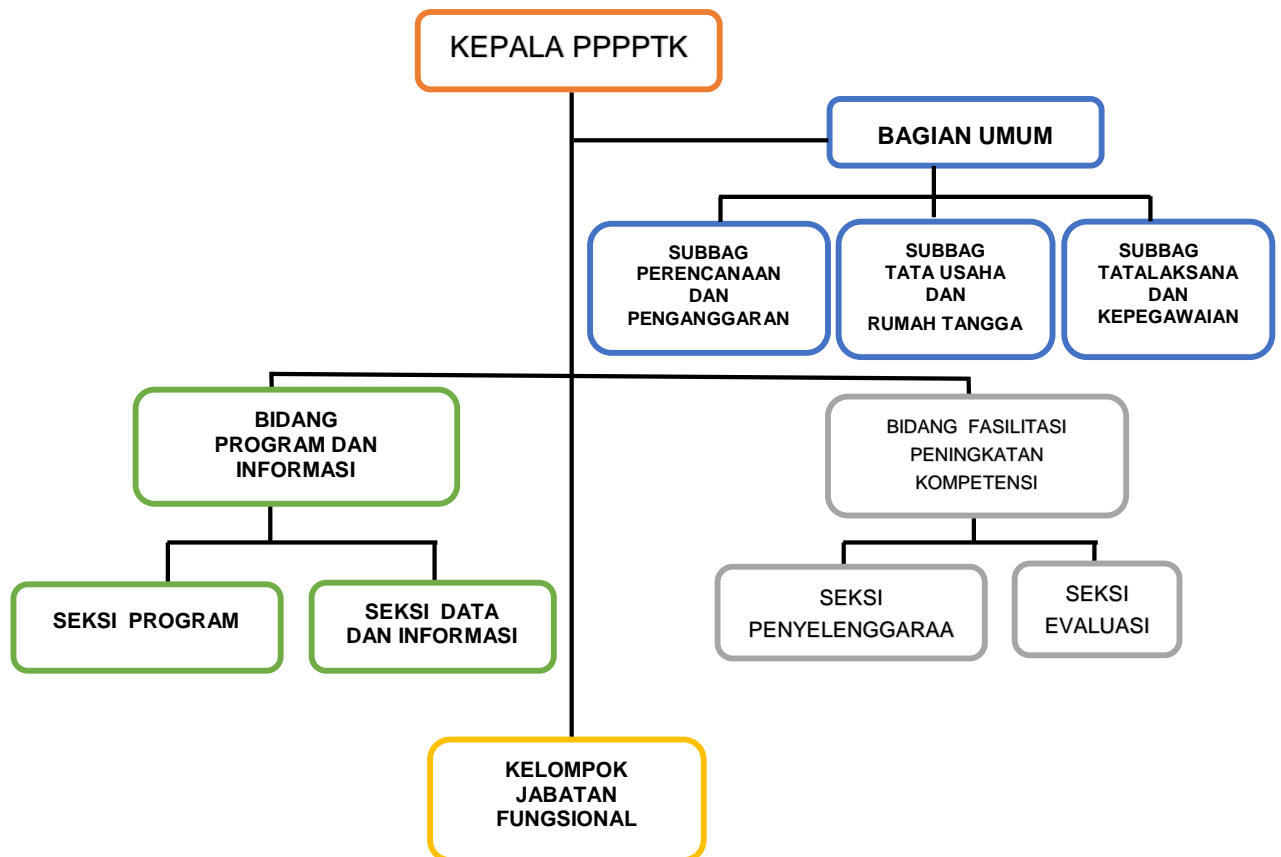 KEPALA PPPPTK
BAGIAN UMUM
SUBBAG
PERENCANAAN
DAN
PENGANGGARAN
SUBBAG
TATA USAHA
DAN
RUMAH TANGGA
SUBBAG
TATALAKSANA
DAN
KEPEGAWAIAN
BIDANG
PROGRAM DAN
INFORMASI
BIDANG FASILITASI
PENINGKATAN
KOMPETENSI
SEKSI PROGRAM
SEKSI DATA
DAN INFORMASI
SEKSI
PENYELENGGARAA
SEKSI
EVALUASI
KELOMPOK
JABATAN
FUNGSIONAL